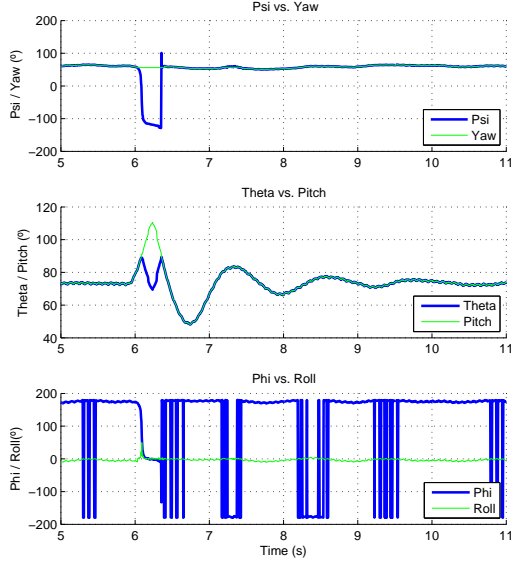 Psi vs. Yaw
Psi / Yaw (º)
200
100
0
−100
−200
5 6 7 8 9 10 11
Psi
Yaw
Theta vs. Pitch
Theta / Pitch (º)
120
100
80
60
40
5 6 7 8 9 10 11
Theta
Pitch
Phi vs. Roll
Phi / Roll(º)
200
100
0
−100
−200
5 6 7 8 9 10 11
Time (s)
Phi
Roll